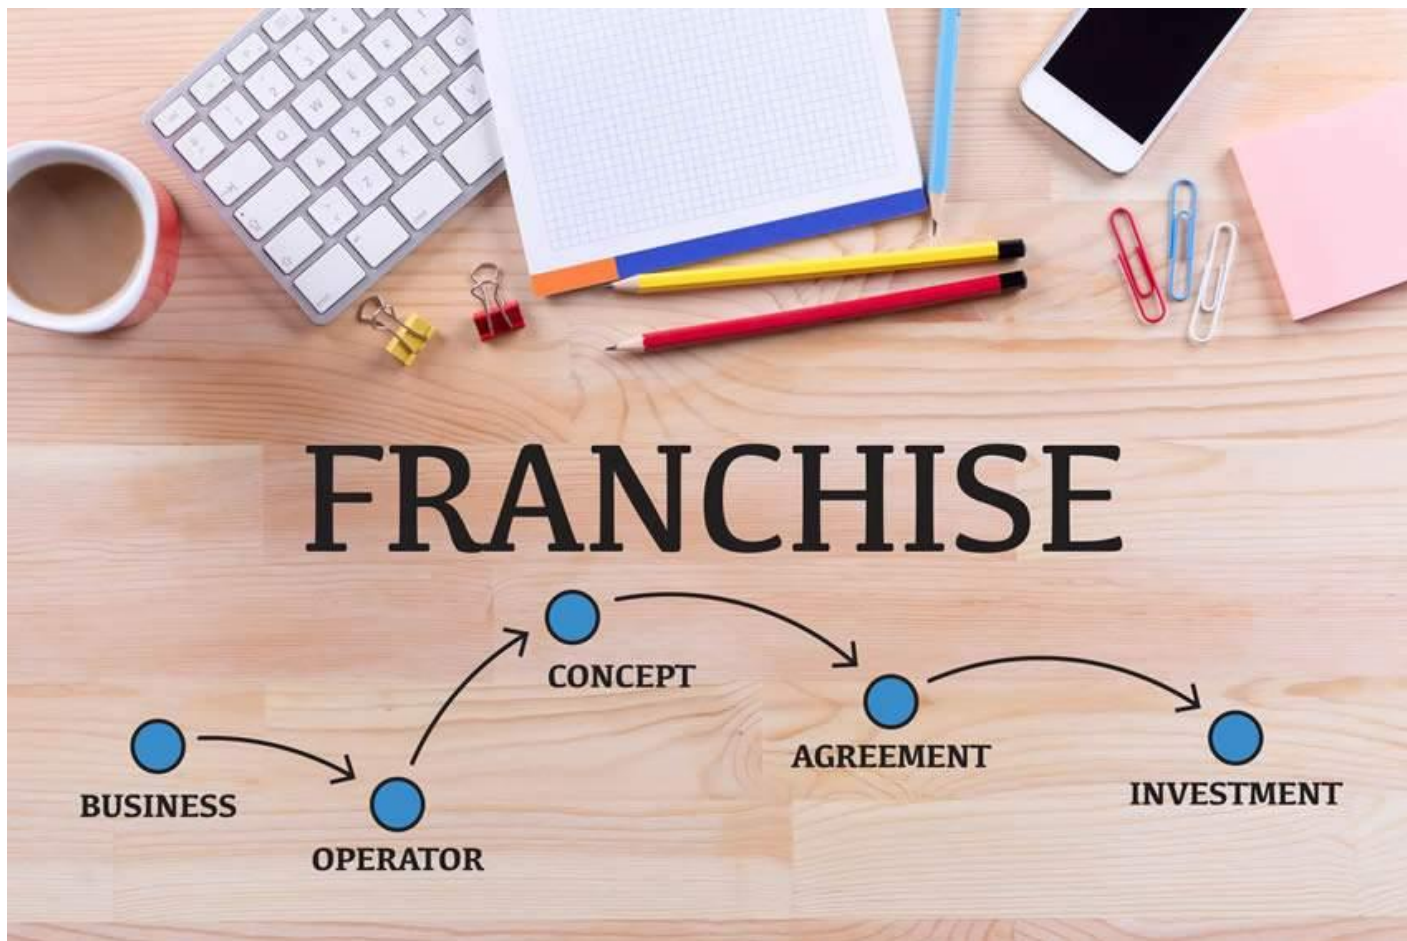 FRANCHISE
BUSINESS
OPERATOR
CONCEPT
AGREEMENT
INVESTMENT